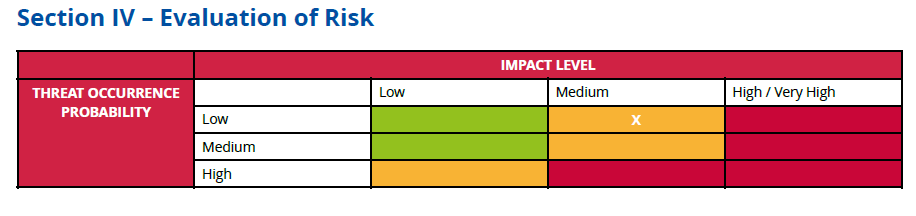 Section IV – Evaluation of Risk
IMPACT LEVEL
THREAT OCCURRENCE
PROBABILITY
Low
Medium
High / Very High
Low
X
Medium
High